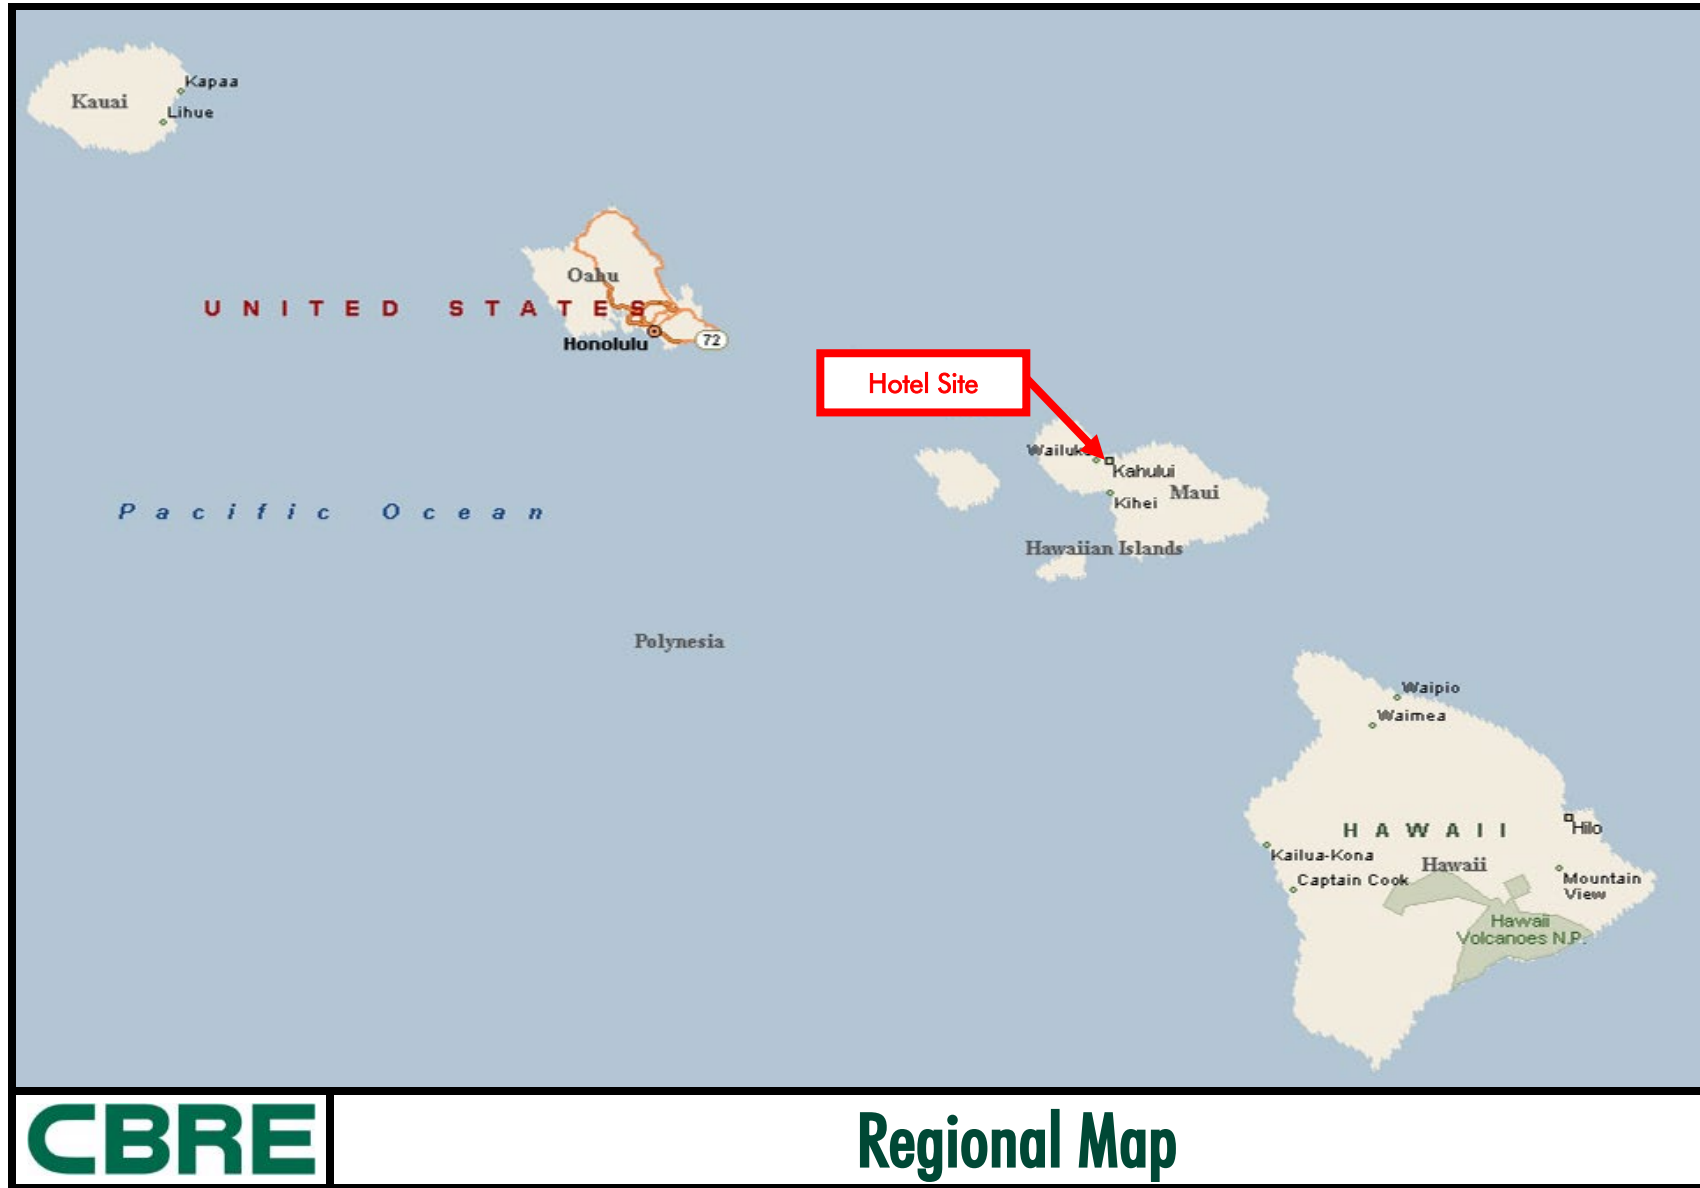 Kapaa
Kauai
Lihue
Oahu
UNITED STATES
Honolulu
72
Hotel Site
Kahului
Maui
Kihei
Pacific Ocean
Hawaiian Islands
Polynesia
Waipio
Waimea
HAWAII
Hilo
Kailua-Kona
Hawaii
Captain Cook
Mountain
View
Hawaii
Volcanoes N.P.
CBRE
Regional Map